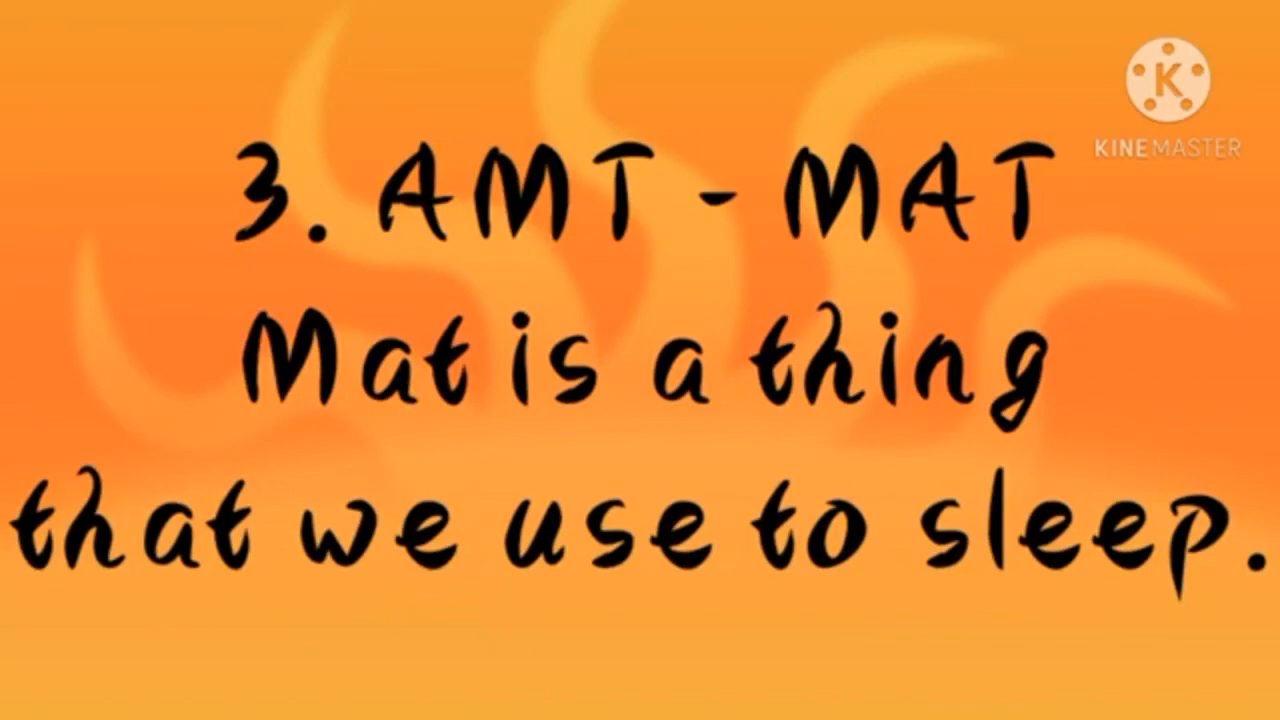 K
KINEMASTER
3. AMT - MAT
Mat is a thing
that we use to sleep.